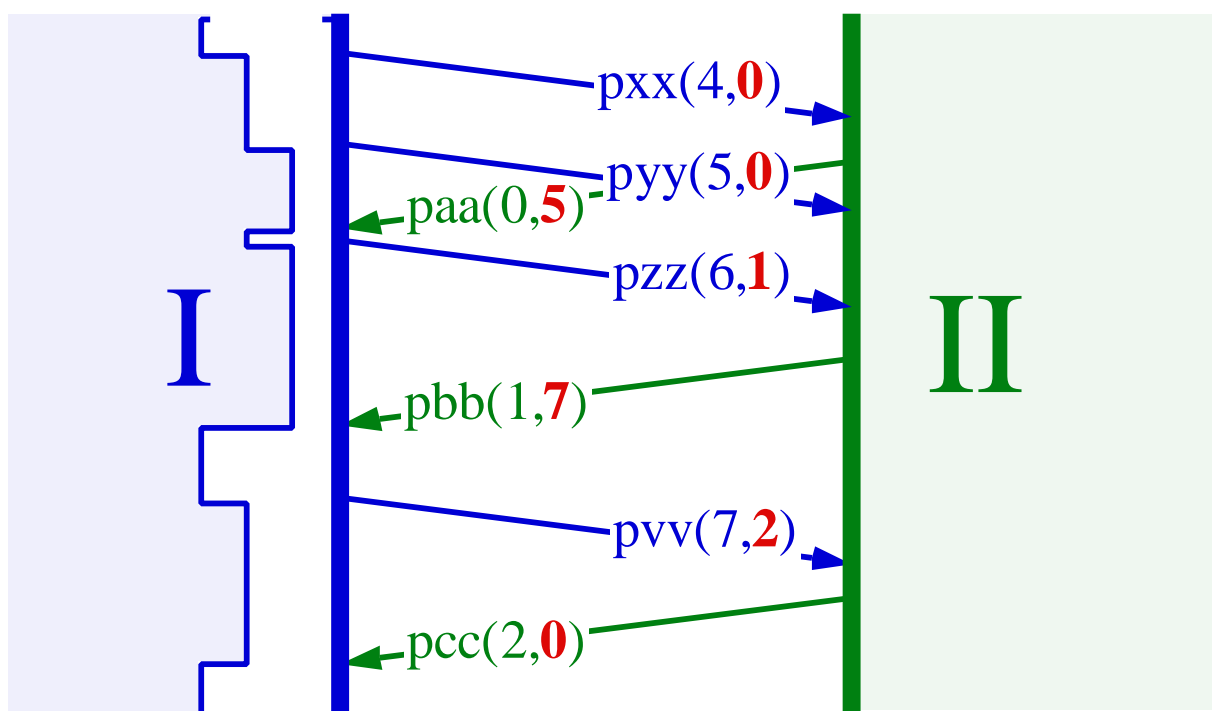 pxx(4,0)
pyy(5,0)
paa(0,5)
pzz(6,1)
I
II
pbb(1,7)
pvv(7,2)
pcc(2,0)